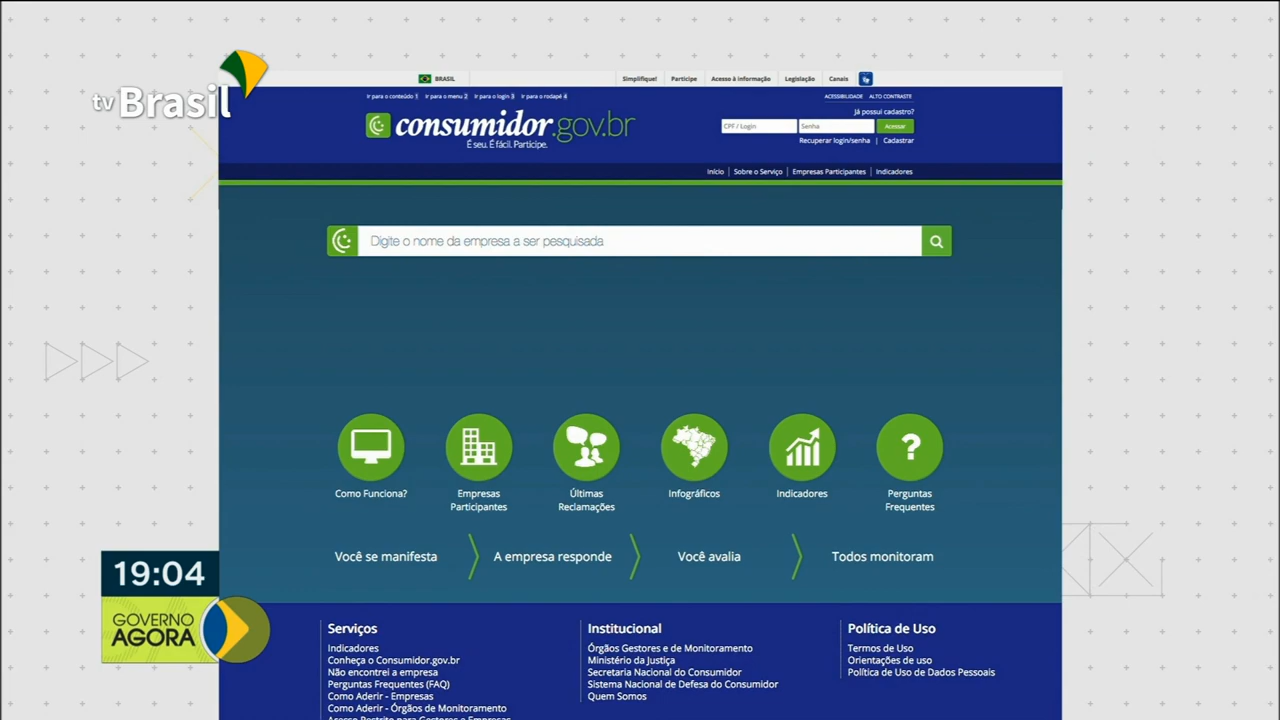 tv Brasil
BRASIL
Simplifique!
Participe
Acesso à informação
Legislação
Canais
Ir para o conteúdo 1 Ir para o menu 2 Ir para o login 3 Ir para o rodapé 4
ACESSIBILIDADE ALTO CONTRASTE
consumidor.gov.br
É seu. É fácil. Participe.
Já possui cadastro?
CPF / Login
Senha
Acessar
Recuperar login/senha | Cadastrar
Início | Sobre o Serviço | Empresas Participantes | Indicadores
Digite o nome da empresa a ser pesquisada
Como Funciona?
Empresas
Participantes
Últimas
Reclamações
Infográficos
Indicadores
?
Perguntas
Frequentes
Você se manifesta
A empresa responde
Você avalia
Todos monitoram
19:04
GOVERNO
AGORA
Serviços
Indicadores
Conheça o Consumidor.gov.br
Não encontrei a empresa
Perguntas Frequentes (FAQ)
Como Aderir - Empresas
Como Aderir - Órgãos de Monitoramento
Acesso Restrito para Gestores e Empresas
Institucional
Órgãos Gestores e de Monitoramento
Ministério da Justiça
Secretaria Nacional do Consumidor
Sistema Nacional de Defesa do Consumidor
Quem Somos
Política de Uso
Termos de Uso
Orientações de uso
Política de Uso de Dados Pessoais